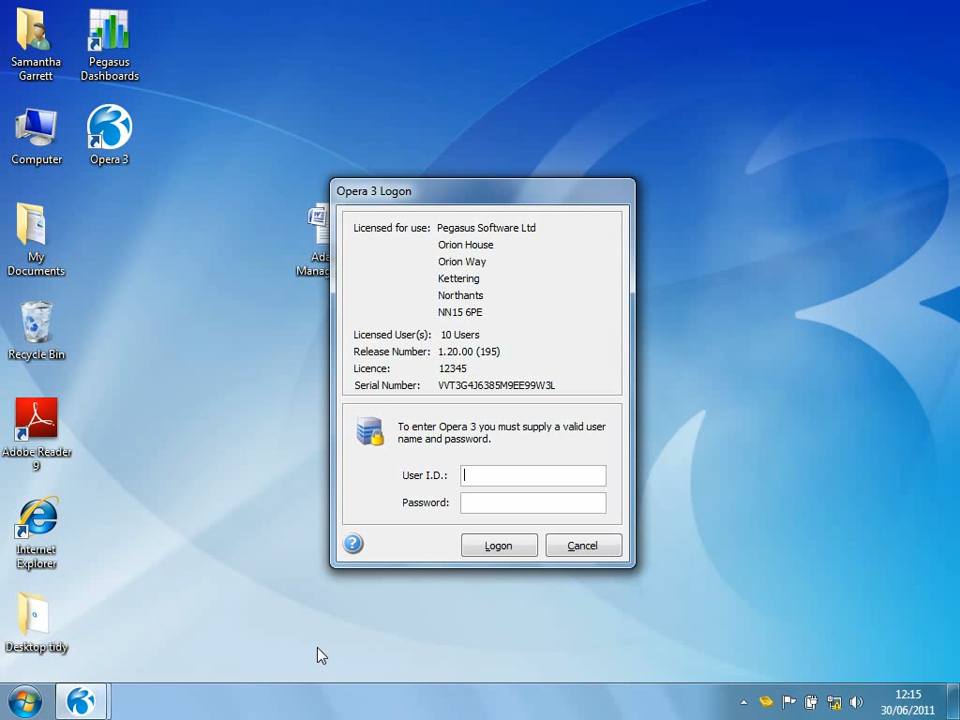 Samantha
Garrett
Pegasus
Dashboards
Computer
Opera 3
My
Documents
Recycle Bin
Adobe Reader
9
Internet
Explorer
Desktop tidy
Ada
Manag
Opera 3 Logon
Licensed for use: Pegasus Software Ltd
Orion House
Orion Way
Kettering
Northants
NN15 6PE
Licensed User(s): 10 Users
Release Number: 1.20.00 (195)
Licence: 12345
Serial Number: VVT3G4J6385M9EE99W3L
To enter Opera 3 you must supply a valid user
name and password.
User I.D.:
Password:
Logon
Cancel
12:15
30/06/2011